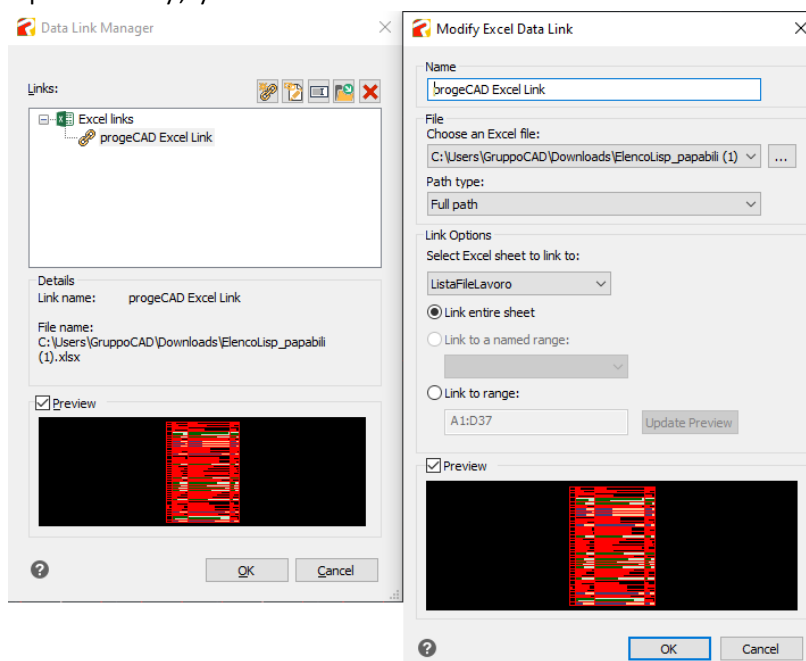 Data Link Manager
Links:
Excel links
progeCAD Excel Link
Details
Link name: progeCAD Excel Link
File name:
C:\Users\GruppoCAD\Downloads\ElencoLisp_papabili
(1).xlsx
Preview
OK Cancel
Modify Excel Data Link
Name
progeCAD Excel Link
File
Choose an Excel file:
C:\Users\GruppoCAD\Downloads\ElencoLisp_papabili (1) ...
Path type:
Full path
Link Options
Select Excel sheet to link to:
ListaFileLavoro
Link entire sheet
Link to a named range:
Link to range:
A1:D37 Update Preview
Preview
OK Cancel